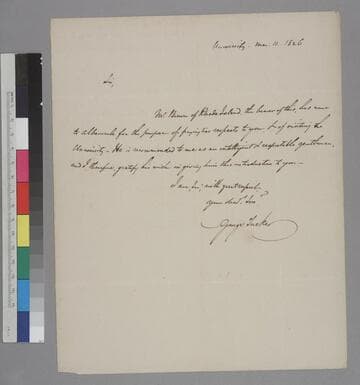 University - Mar. 11. 1826
Sir,
Mr. Brown of Rhode Island the bearer of this, has come
to Albemarle for the purpose of paying his respects to you & of visiting the
University - He is recommended to me as an intelligent & respectable gentleman,
and I therefore gratify his wish in giving him this introduction to you -
I am Sir, with great respect
Your obedt. Servt
George Tucker